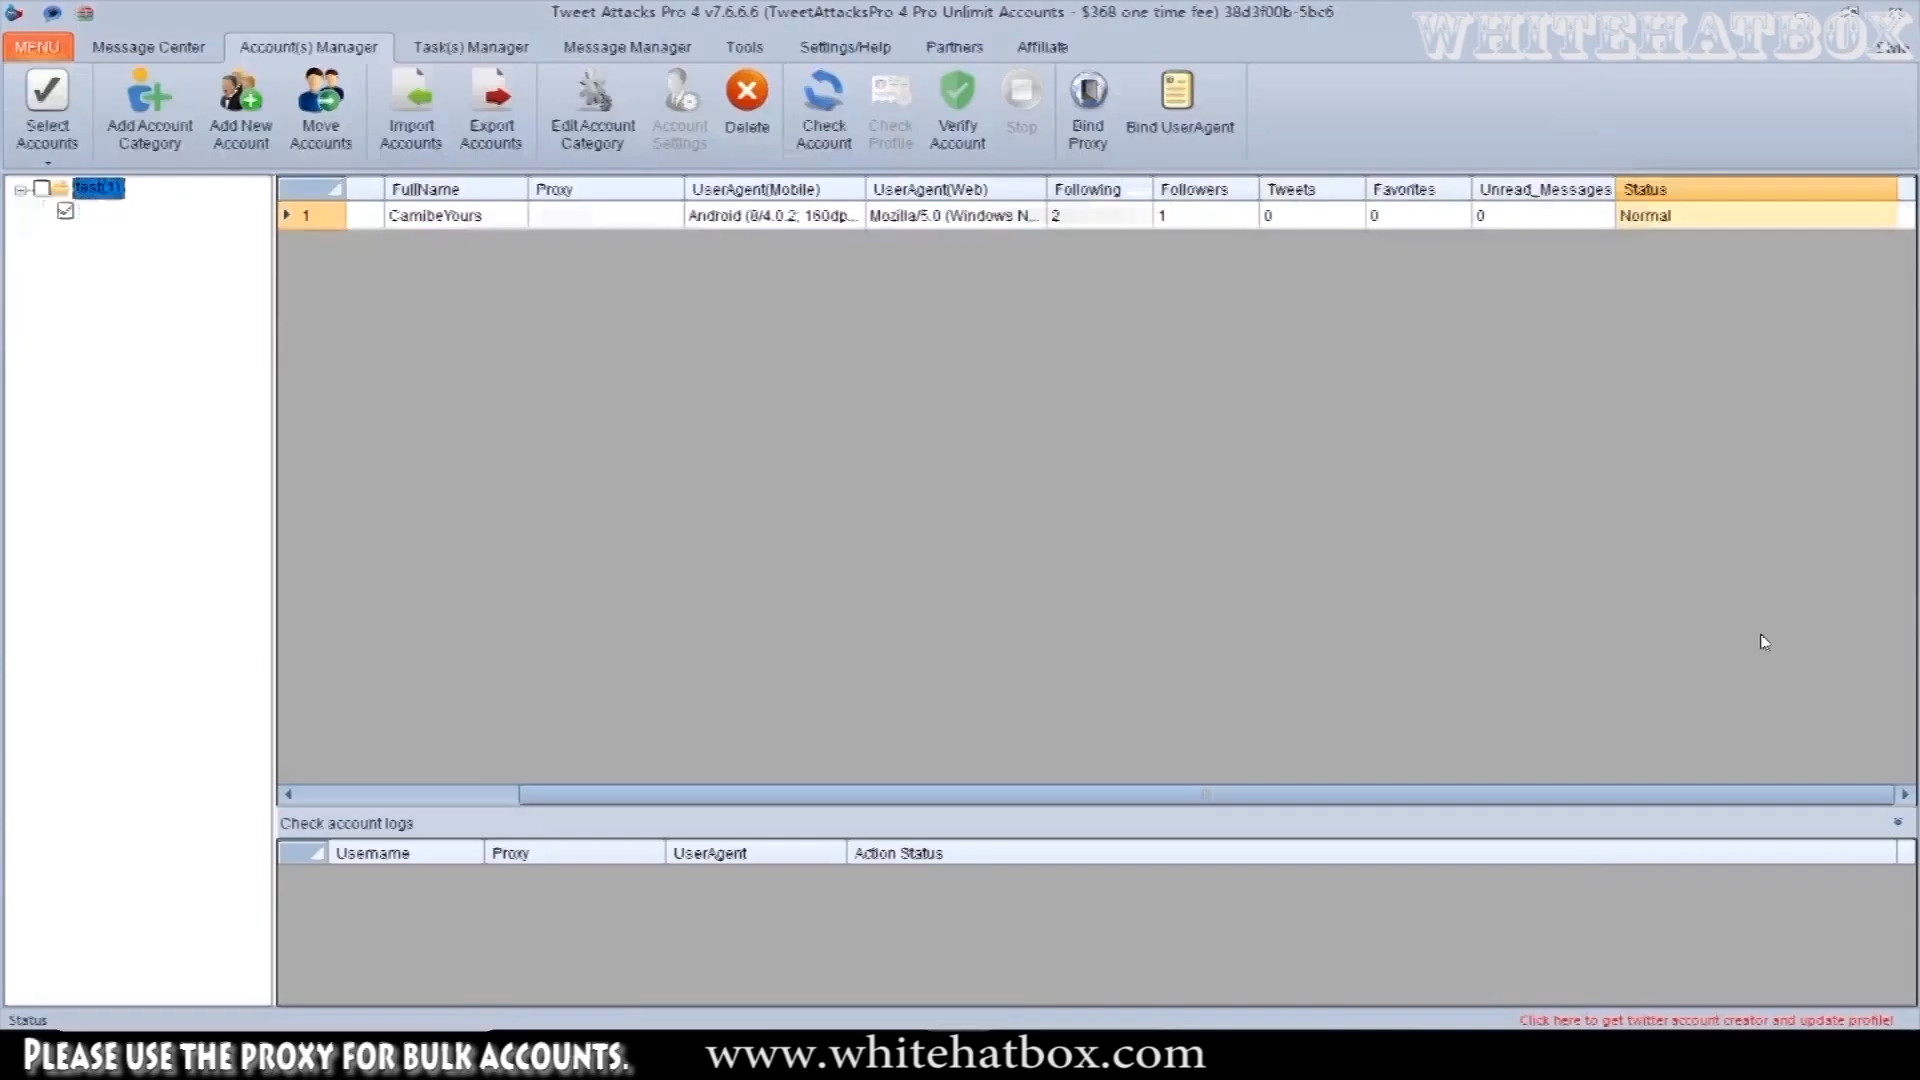 Tweet Attacks Pro 4 v7.6.6.6 (TweetAttacksPro 4 Pro Unlimit Accounts - $368 one time fee) 38d3f00b-5bc6
WHITEHATBOX
MENU Message Center Account(s) Manager Task(s) Manager Message Manager Tools Settings/Help Partners Affiliate
Select Accounts
Add Account Category
Add New Account
Move Accounts
Import Accounts
Export Accounts
Edit Account Category
Account Settings
Delete
Check Account
Check Profile
Verify Account
Stop
Bind Proxy
Bind UserAgent
test(1)
FullName Proxy UserAgent(Mobile) UserAgent(Web) Following Followers Tweets Favorites Unread_Messages Status
1 CamibeYours Android (8/4.0.2; 160dp... Mozilla/5.0 (Windows N... 2 1 0 0 0 Normal
Check account logs
Username Proxy UserAgent Action Status
Status
Click here to get twitter account creator and update profile!
PLEASE USE THE PROXY FOR BULK ACCOUNTS.
www.whitehatbox.com